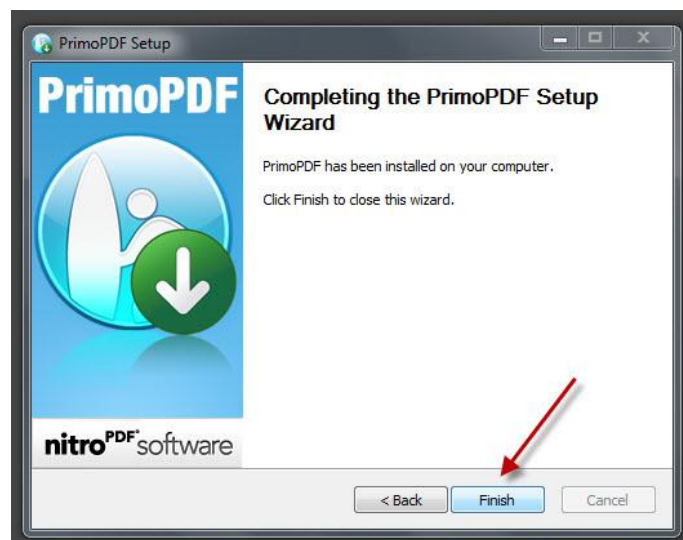 PrimoPDF Setup
PrimoPDF
Completing the PrimoPDF Setup
Wizard
PrimoPDF has been installed on your computer.
Click Finish to close this wizard.
nitroPDF® software
< Back
Finish
Cancel